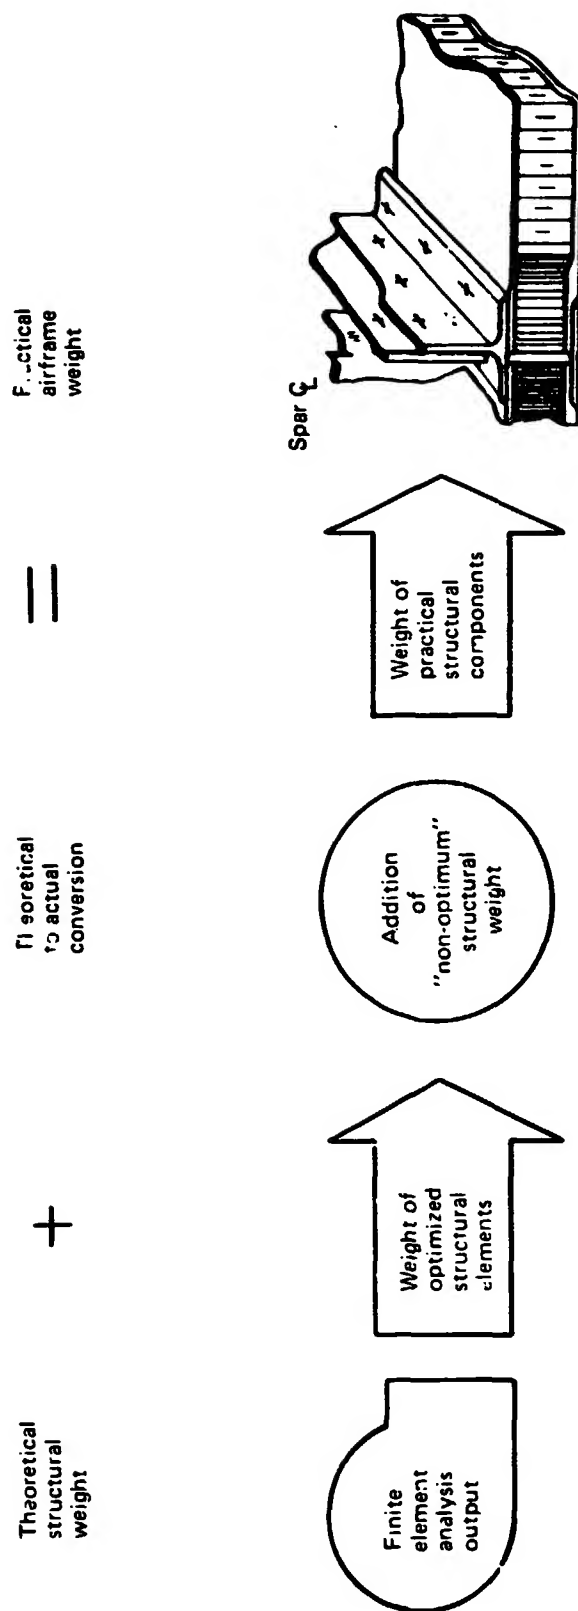 Theoretical
structural
weight
+
Theoretical
to actual
conversion
=
Practical
airframe
weight
Finite
element
analysis
output
Weight of
optimized
structural
elements
Addition
of
"non-optimum"
structural
weight
Weight of
practical
structural
components
Spar ℄